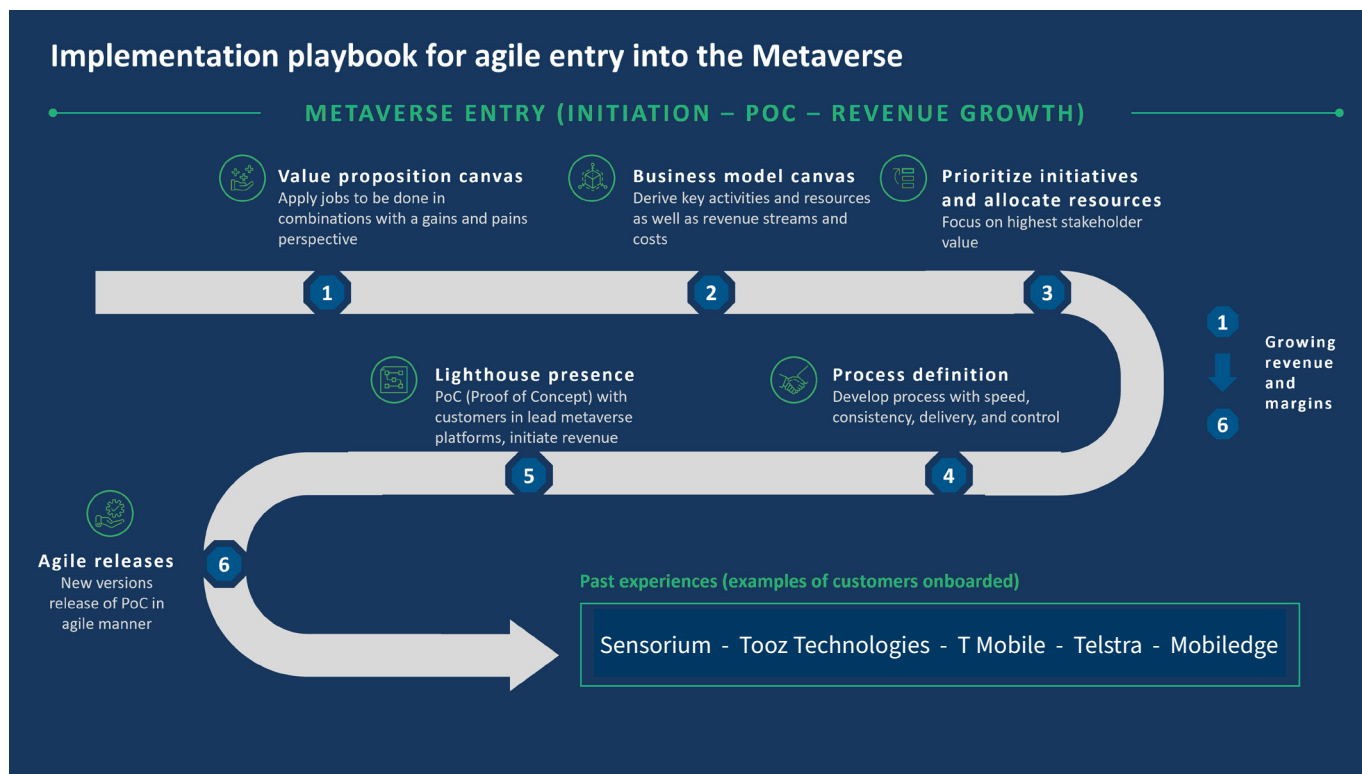 Implementation playbook for agile entry into the Metaverse
METAVERSE ENTRY (INITIATION – POC – REVENUE GROWTH)
Value proposition canvas
Apply jobs to be done in
combinations with a gains and pains
perspective
Business model canvas
Derive key activities and resources
as well as revenue streams and
costs
Prioritize initiatives
and allocate resources
Focus on highest stakeholder
value
1
2
3
1
Growing
revenue
and
margins
6
Lighthouse presence
PoC (Proof of Concept) with
customers in lead metaverse
platforms, initiate revenue
Process definition
Develop process with speed,
consistency, delivery, and control
5
4
Agile releases
New versions
release of PoC in
agile manner
6
Past experiences (examples of customers onboarded)
Sensorium - Tooz Technologies - T Mobile - Telstra - Mobiledge